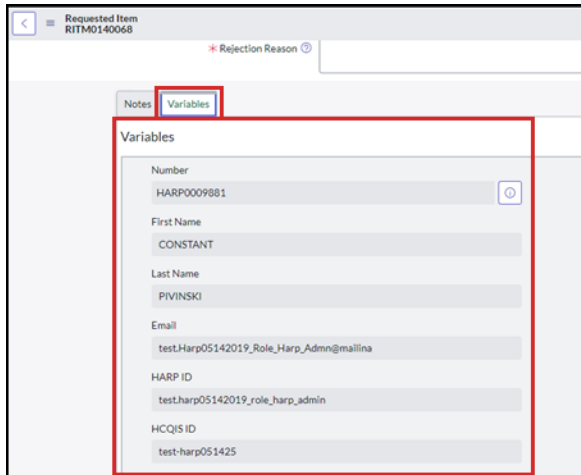 Requested Item
RITM0140068
* Rejection Reason
Notes
Variables
Variables
Number
HARP0009881
First Name
CONSTANT
Last Name
PIVINSKI
Email
test.Harp05142019_Role_Harp_Admn@mailina
HARP ID
test.harp05142019_role_harp_admin
HCQIS ID
test-harp051425